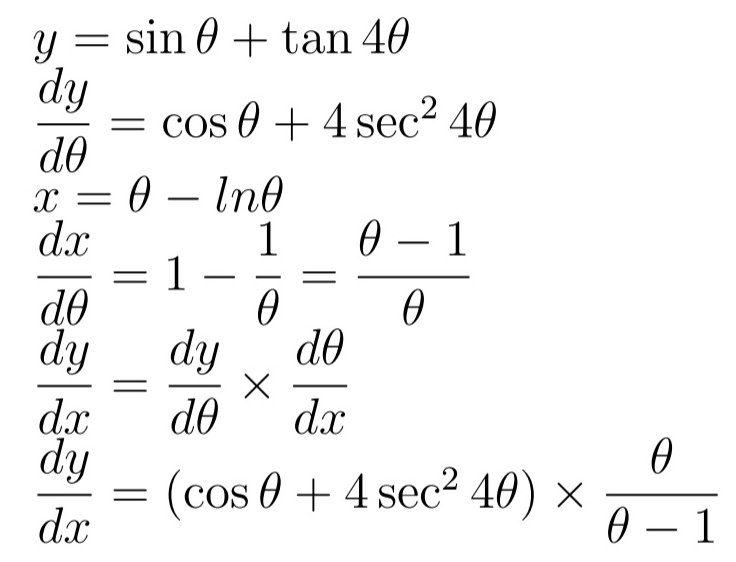 y = sin θ + tan 4θ
dy/dθ = cos θ + 4 sec² 4θ
x = θ − lnθ
dx/dθ = 1 − 1/θ = (θ − 1)/θ
dy/dx = dy/dθ × dθ/dx
dy/dx = (cos θ + 4 sec² 4θ) × θ/(θ − 1)